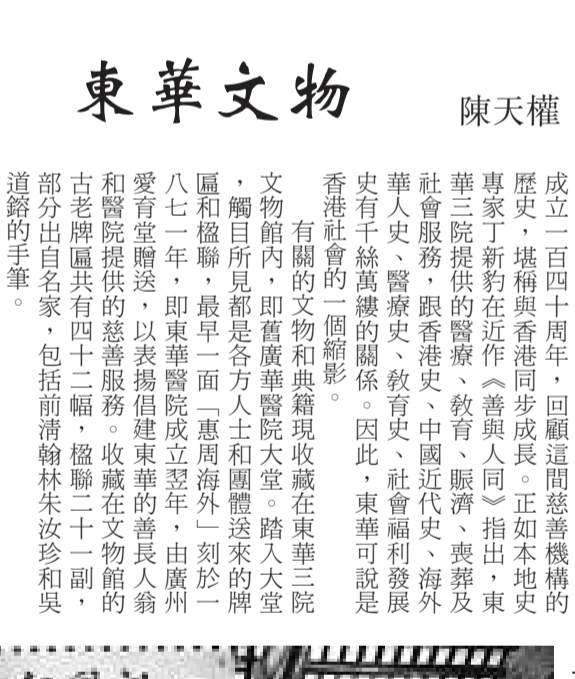 東華文物
陳天權
成立一百四十周年，回顧這間慈善機構的
歷史，堪稱與香港同步成長。正如本地史
專家丁新豹在近作《善與人同》指出，東
華三院提供的醫療、敎育、賑濟、喪葬及
社會服務，跟香港史、中國近代史、海外
華人史、醫療史、敎育史、社會福利發展
史有千絲萬縷的關係。因此，東華可說是
香港社會的一個縮影。
有關的文物和典籍現收藏在東華三院
文物館內，即舊廣華醫院大堂。踏入大堂
，觸目所見都是各方人士和團體送來的牌
匾和楹聯，最早一面「惠周海外」刻於一
八七一年，即東華醫院成立翌年，由廣州
愛育堂贈送，以表揚倡建東華的善長人翁
和醫院提供的慈善服務。收藏在文物館的
古老牌匾共有四十二幅，楹聯二十一副，
部分出自名家，包括前淸翰林朱汝珍和吳
道鎔的手筆。